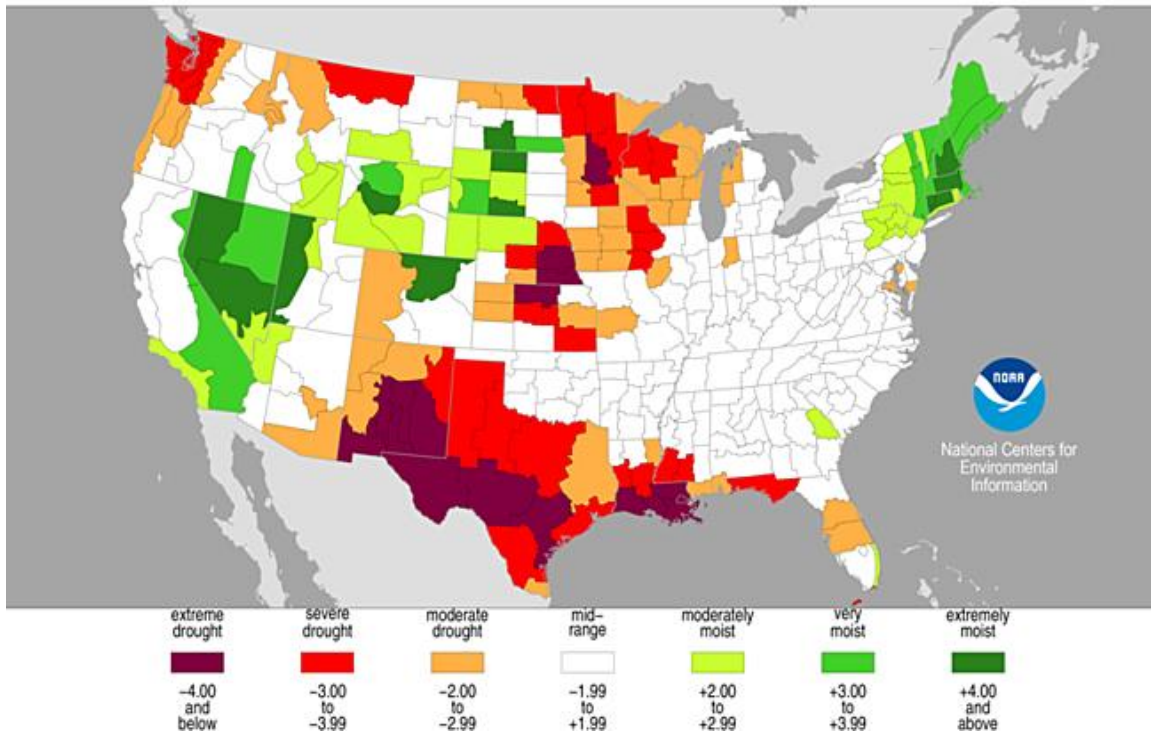 NOAA
National Centers for
Environmental
Information
extreme
drought
severe
drought
moderate
drought
mid-
range
moderately
moist
very
moist
extremely
moist
−4.00
and
below
−3.00
to
−3.99
−2.00
to
−2.99
−1.99
to
+1.99
+2.00
to
+2.99
+3.00
to
+3.99
+4.00
and
above